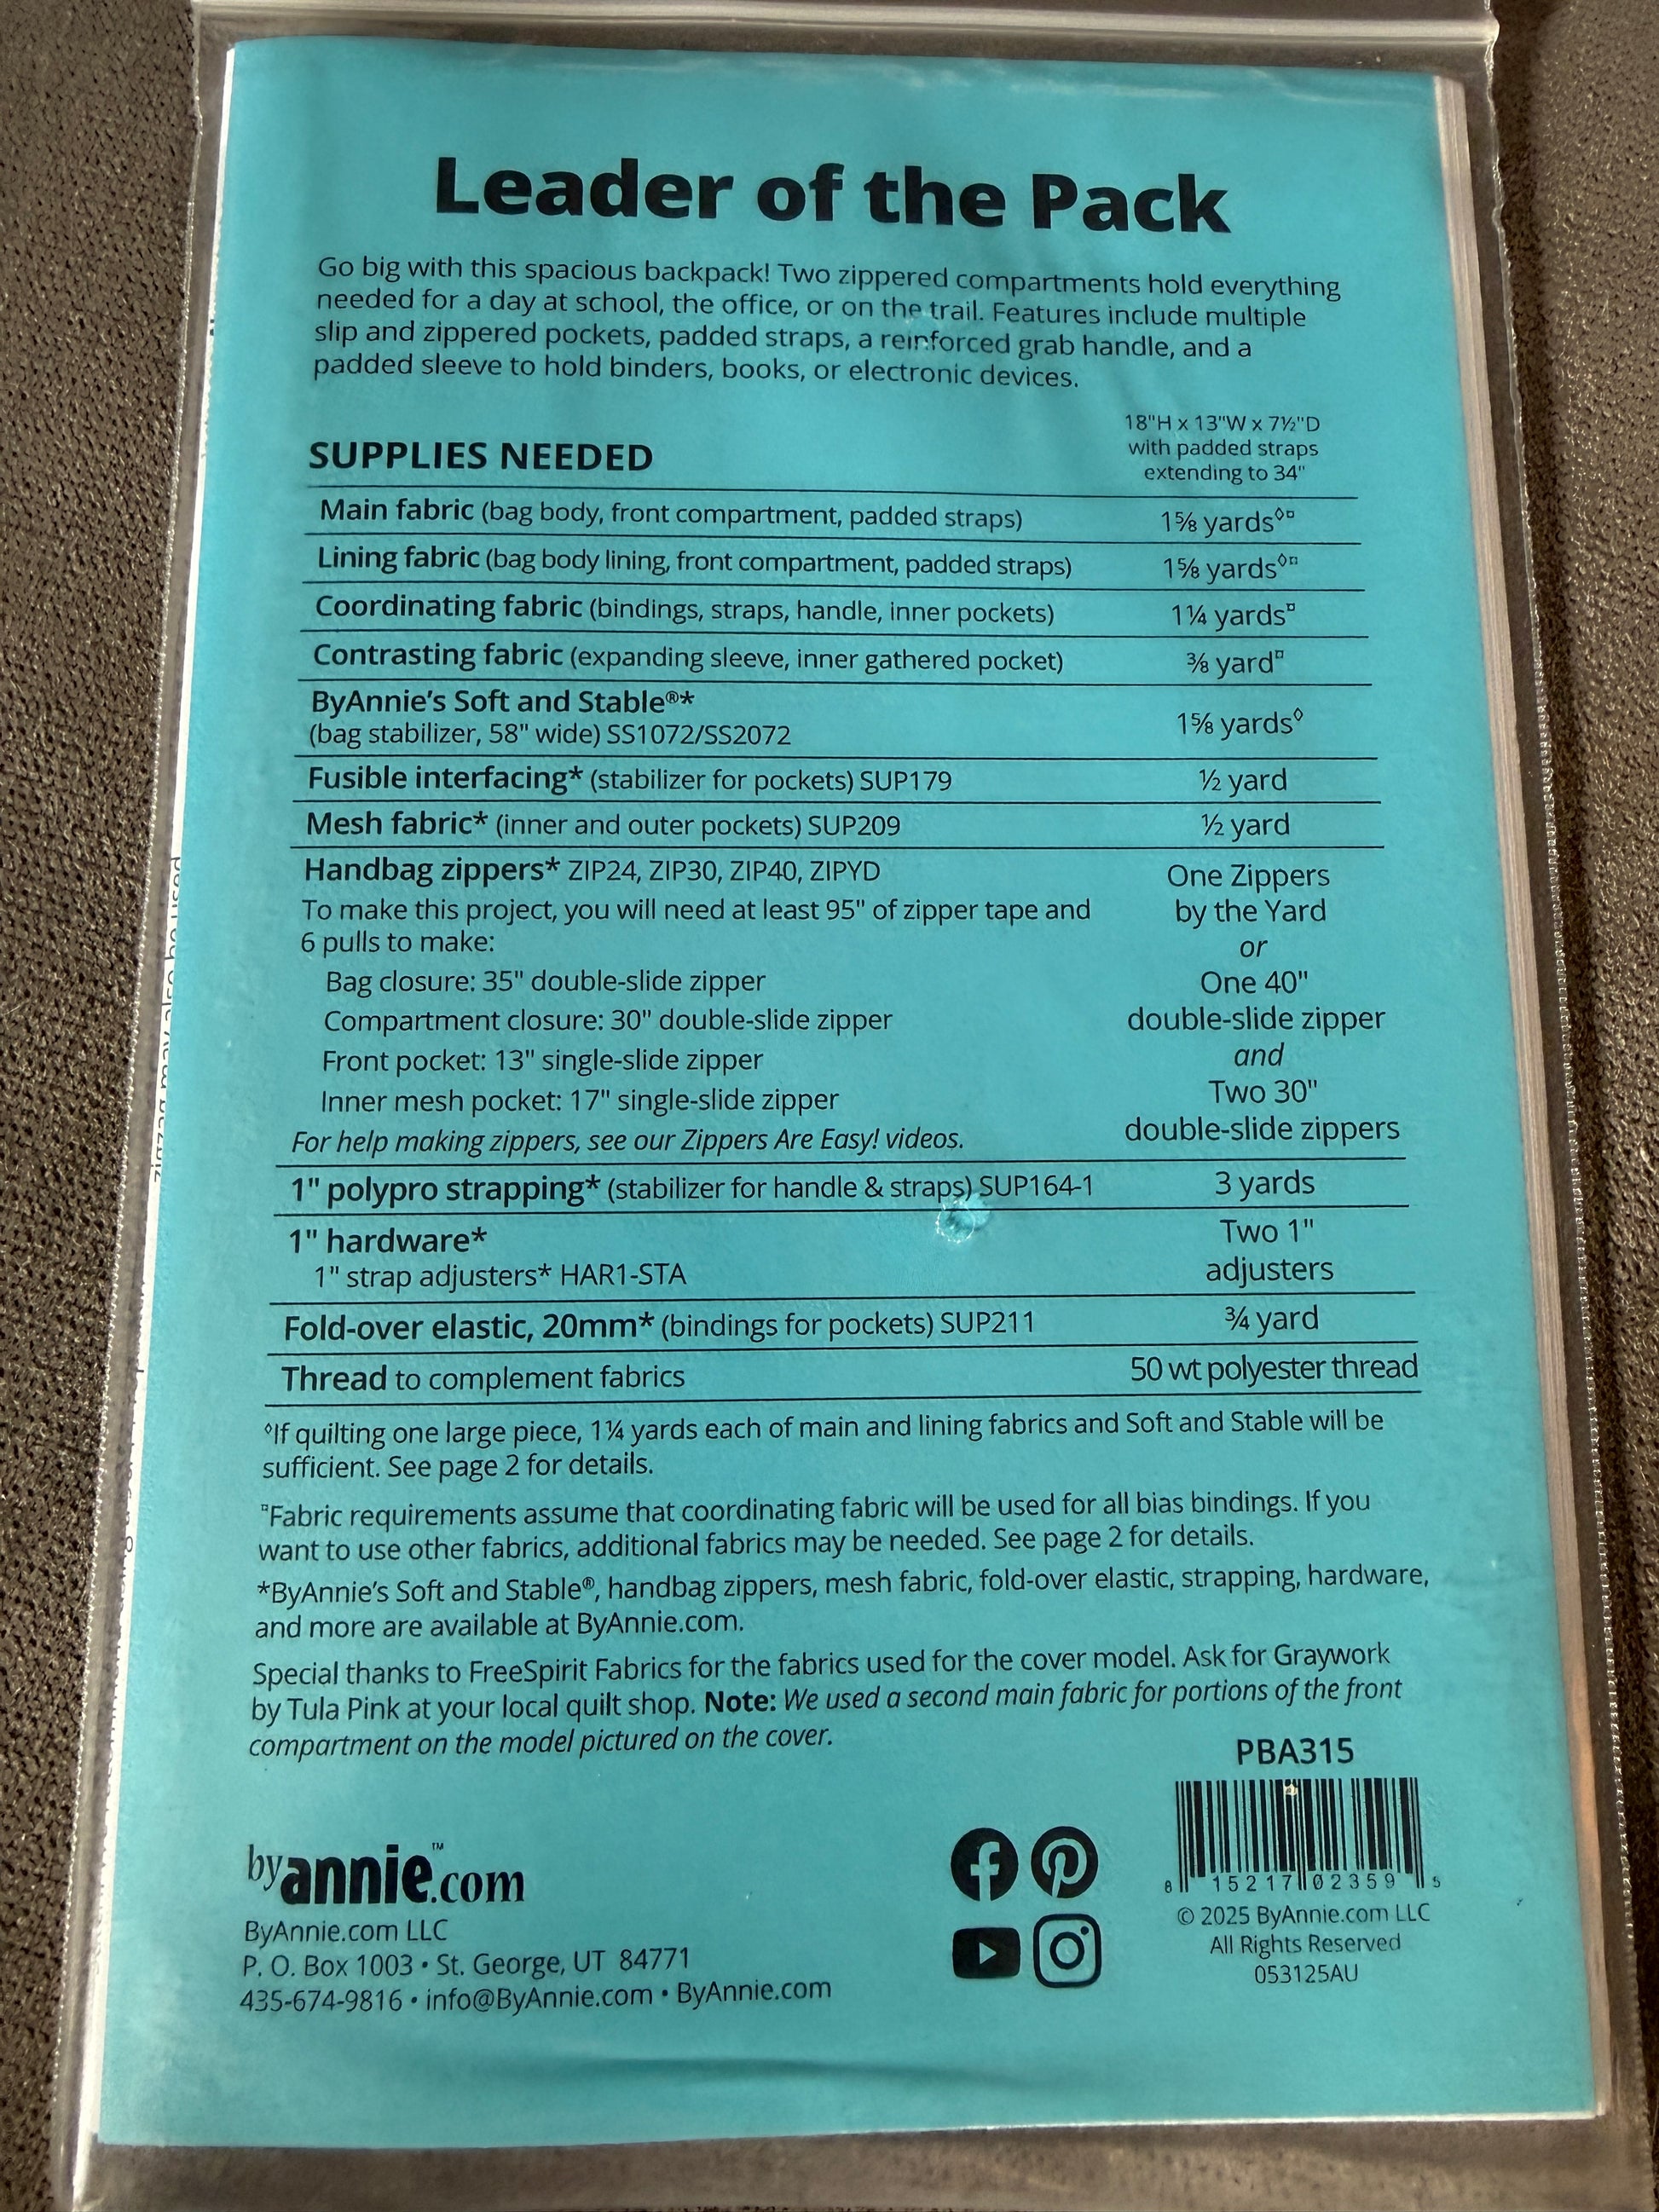 Leader of the Pack
Go big with this spacious backpack! Two zippered compartments hold everything
needed for a day at school, the office, or on the trail. Features include multiple
slip and zippered pockets, padded straps, a reinforced grab handle, and a
padded sleeve to hold binders, books, or electronic devices.
18"H x 13"W x 7½"D
with padded straps
extending to 34"
SUPPLIES NEEDED
Main fabric (bag body, front compartment, padded straps) 1⅝ yards◊¤
Lining fabric (bag body lining, front compartment, padded straps) 1⅝ yards◊¤
Coordinating fabric (bindings, straps, handle, inner pockets) 1¼ yards¤
Contrasting fabric (expanding sleeve, inner gathered pocket) ⅜ yard¤
ByAnnie's Soft and Stable®*
(bag stabilizer, 58" wide) SS1072/SS2072 1⅝ yards◊
Fusible interfacing* (stabilizer for pockets) SUP179 ½ yard
Mesh fabric* (inner and outer pockets) SUP209 ½ yard
Handbag zippers* ZIP24, ZIP30, ZIP40, ZIPYD
To make this project, you will need at least 95" of zipper tape and
6 pulls to make:
Bag closure: 35" double-slide zipper
Compartment closure: 30" double-slide zipper
Front pocket: 13" single-slide zipper
Inner mesh pocket: 17" single-slide zipper
For help making zippers, see our Zippers Are Easy! videos.
One Zippers
by the Yard
or
One 40"
double-slide zipper
and
Two 30"
double-slide zippers
1" polypro strapping* (stabilizer for handle & straps) SUP164-1 3 yards
1" hardware*
1" strap adjusters* HAR1-STA
Two 1"
adjusters
Fold-over elastic, 20mm* (bindings for pockets) SUP211 ¾ yard
Thread to complement fabrics 50 wt polyester thread
◊If quilting one large piece, 1¼ yards each of main and lining fabrics and Soft and Stable will be
sufficient. See page 2 for details.
¤Fabric requirements assume that coordinating fabric will be used for all bias bindings. If you
want to use other fabrics, additional fabrics may be needed. See page 2 for details.
*ByAnnie's Soft and Stable®, handbag zippers, mesh fabric, fold-over elastic, strapping, hardware,
and more are available at ByAnnie.com.
Special thanks to FreeSpirit Fabrics for the fabrics used for the cover model. Ask for Graywork
by Tula Pink at your local quilt shop. Note: We used a second main fabric for portions of the front
compartment on the model pictured on the cover.
PBA315
8 15217 02359 5
© 2025 ByAnnie.com LLC
All Rights Reserved
053125AU
byannie.com™
ByAnnie.com LLC
P. O. Box 1003 • St. George, UT 84771
435-674-9816 • info@ByAnnie.com • ByAnnie.com
zigzag may also be used